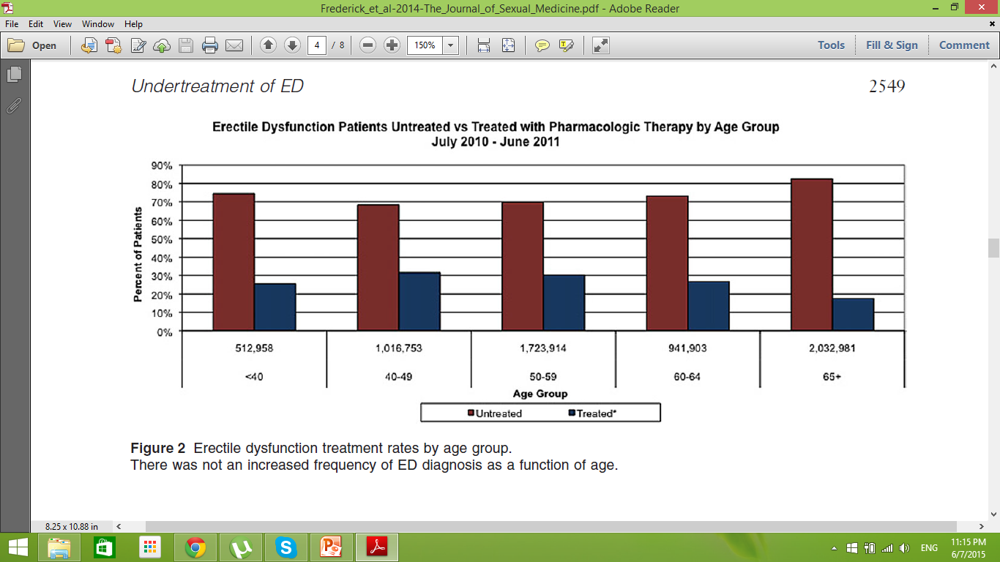 Frederick_et_al-2014-The_Journal_of_Sexual_Medicine.pdf - Adobe Reader
File Edit View Window Help
Open 4 / 8 150% Tools Fill & Sign Comment
Undertreatment of ED 2549
Erectile Dysfunction Patients Untreated vs Treated with Pharmacologic Therapy by Age Group
July 2010 - June 2011
Percent of Patients
90%
80%
70%
60%
50%
40%
30%
20%
10%
0%
512,958 1,016,753 1,723,914 941,903 2,032,981
<40 40-49 50-59 60-64 65+
Age Group
Untreated Treated*
Figure 2 Erectile dysfunction treatment rates by age group.
There was not an increased frequency of ED diagnosis as a function of age.
8.25 x 10.88 in
ENG
11:15 PM
6/7/2015